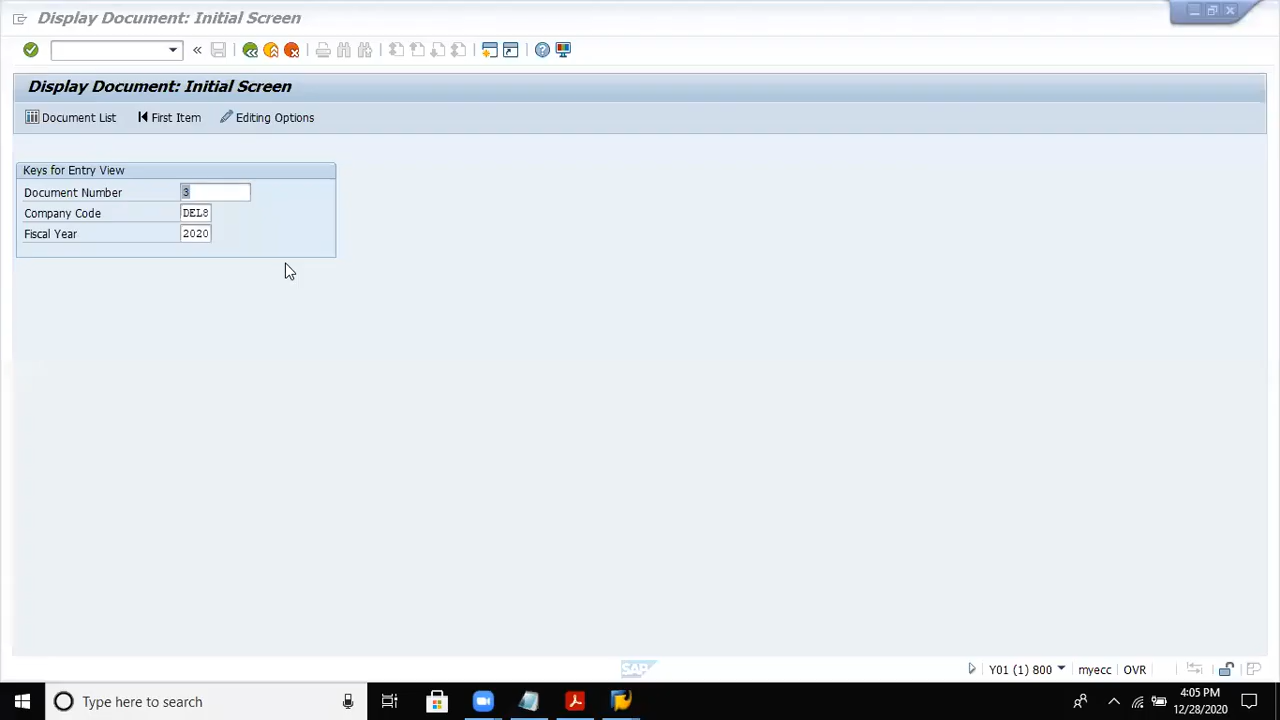 Display Document: Initial Screen
Display Document: Initial Screen
Document List First Item Editing Options
Keys for Entry View
Document Number 3
Company Code DEL8
Fiscal Year 2020
SAP
Y01 (1) 800 myecc OVR
Type here to search
4:05 PM
12/28/2020